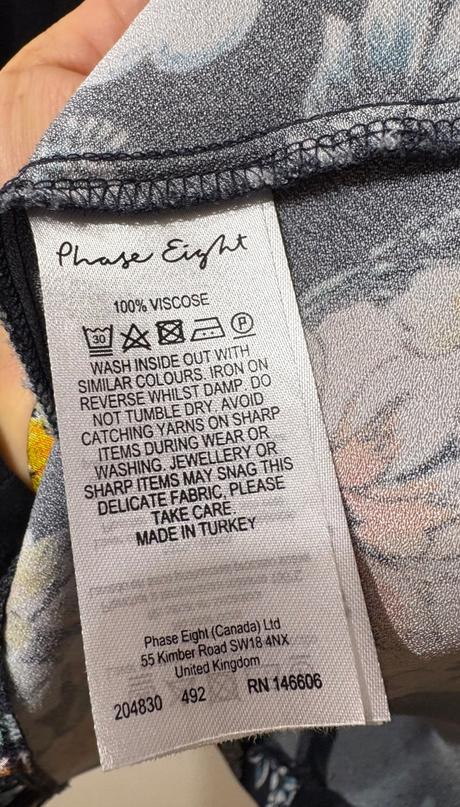 Phase Eight
100% VISCOSE
30 P
WASH INSIDE OUT WITH
SIMILAR COLOURS. IRON ON
REVERSE WHILST DAMP. DO
NOT TUMBLE DRY. AVOID
CATCHING YARNS ON SHARP
ITEMS DURING WEAR OR
WASHING. JEWELLERY OR
SHARP ITEMS MAY SNAG THIS
DELICATE FABRIC, PLEASE
TAKE CARE.
MADE IN TURKEY
Phase Eight (Canada) Ltd
55 Kimber Road SW18 4NX
United Kingdom
204830 492 RN 146606